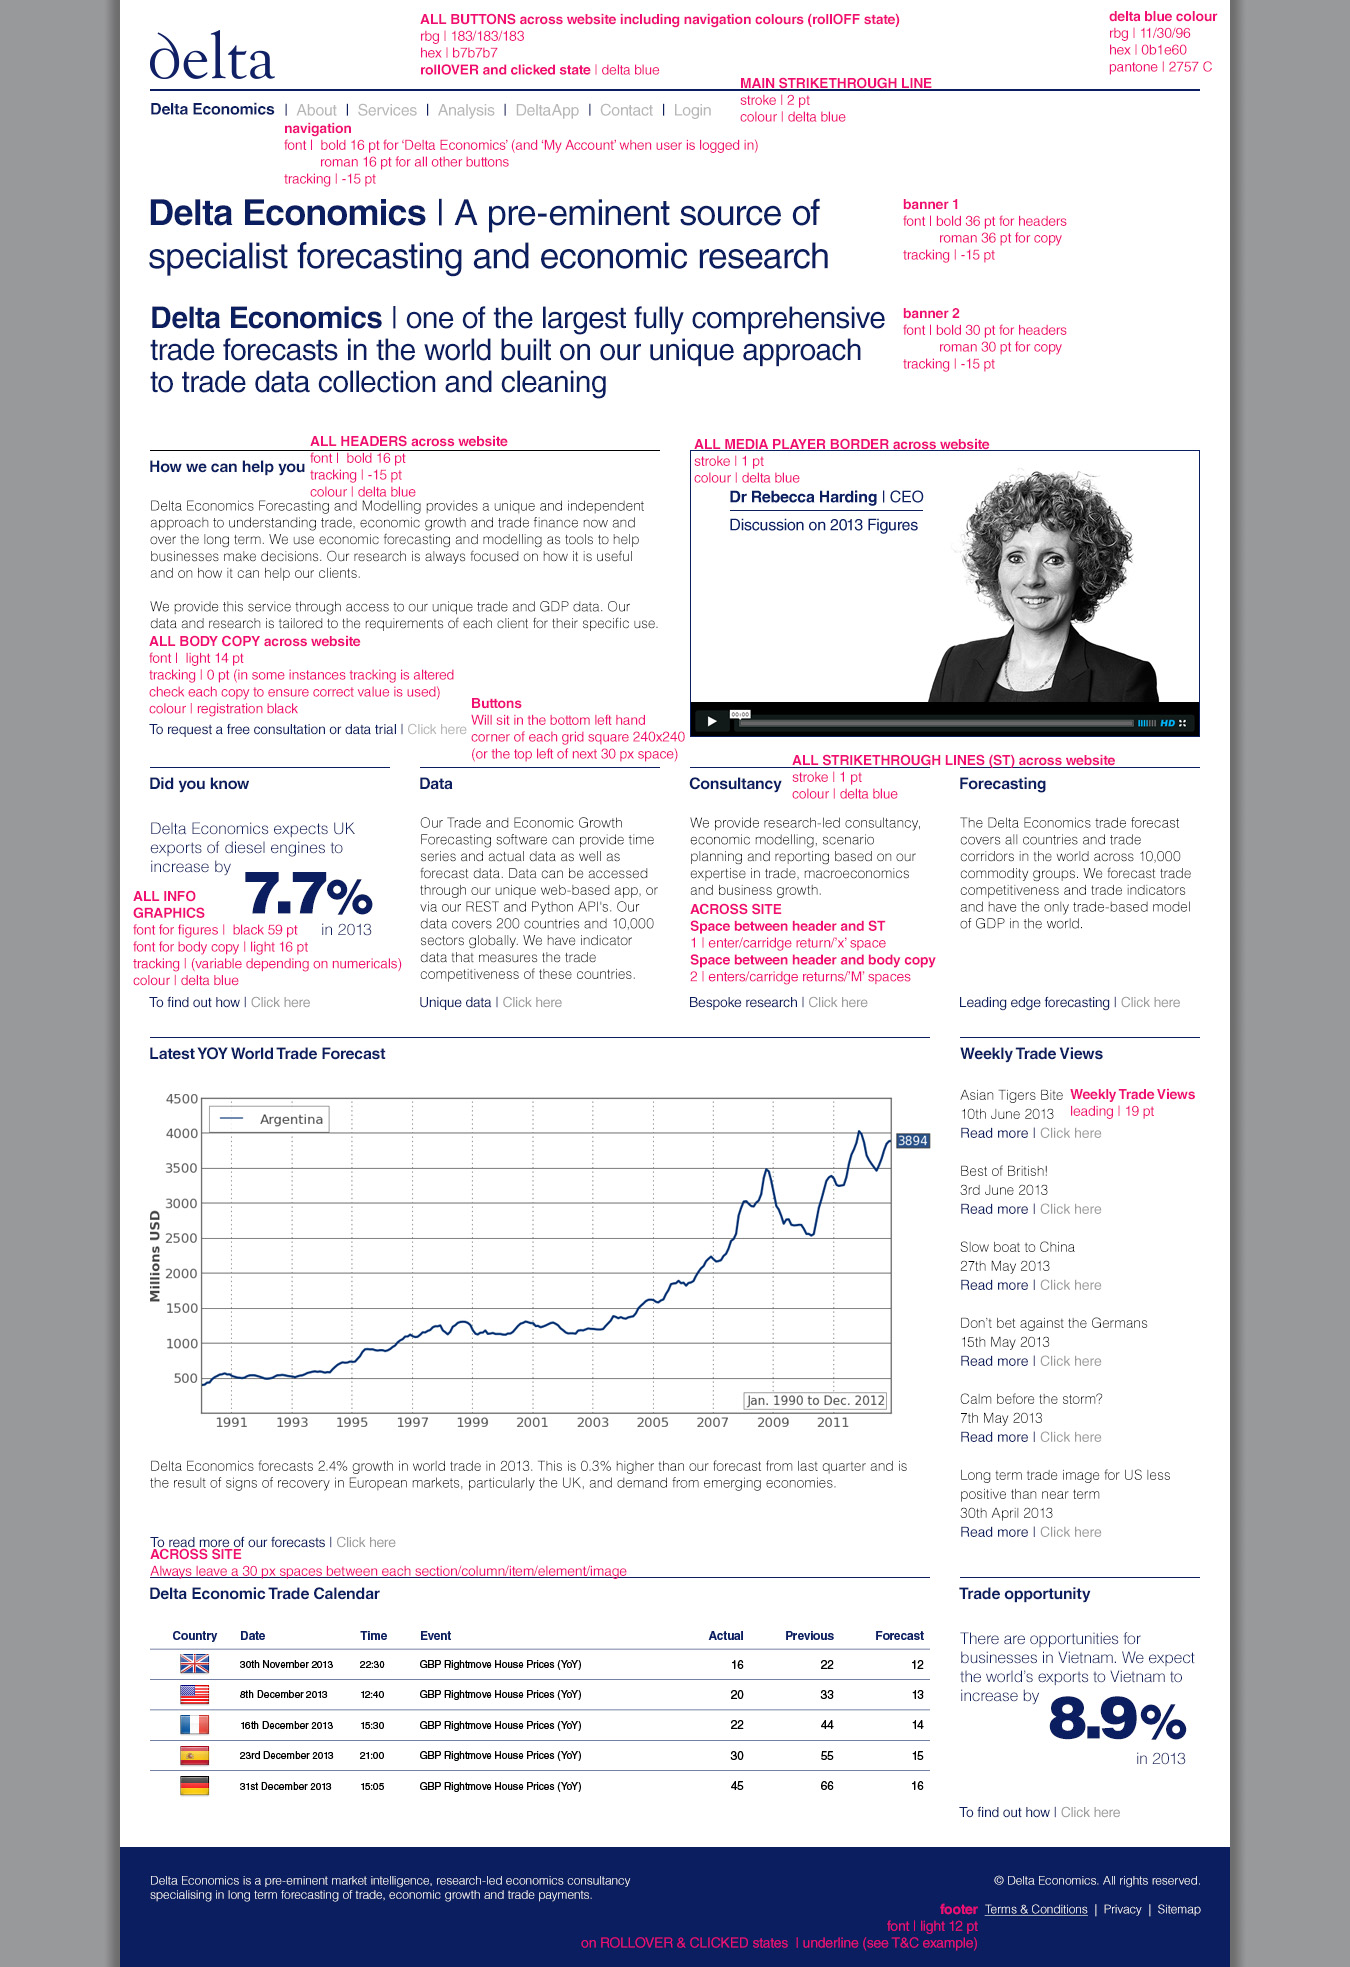 ALL BUTTONS across website including navigation colours (rollOFF state)
rbg | 183/183/183
hex | b7b7b7
rollOVER and clicked state | delta blue
delta blue colour
rbg | 11/30/96
hex | 0b1e60
pantone | 2757 C
delta
MAIN STRIKETHROUGH LINE
stroke | 2 pt
colour | delta blue
Delta Economics | About | Services | Analysis | DeltaApp | Contact | Login
navigation
font | bold 16 pt for ‘Delta Economics’ (and ‘My Account’ when user is logged in)
roman 16 pt for all other buttons
tracking | -15 pt
Delta Economics | A pre-eminent source of
specialist forecasting and economic research
banner 1
font | bold 36 pt for headers
roman 36 pt for copy
tracking | -15 pt
Delta Economics | one of the largest fully comprehensive
trade forecasts in the world built on our unique approach
to trade data collection and cleaning
banner 2
font | bold 30 pt for headers
roman 30 pt for copy
tracking | -15 pt
How we can help you
ALL HEADERS across website
font | bold 16 pt
tracking | -15 pt
colour | delta blue
Delta Economics Forecasting and Modelling provides a unique and independent
approach to understanding trade, economic growth and trade finance now and
over the long term. We use economic forecasting and modelling as tools to help
businesses make decisions. Our research is always focused on how it is useful
and on how it can help our clients.
We provide this service through access to our unique trade and GDP data. Our
data and research is tailored to the requirements of each client for their specific use.
ALL BODY COPY across website
font | light 14 pt
tracking | 0 pt (in some instances tracking is altered
check each copy to ensure correct value is used)
colour | registration black
To request a free consultation or data trial | Click here
Buttons
Will sit in the bottom left hand
corner of each grid square 240x240
(or the top left of next 30 px space)
ALL MEDIA PLAYER BORDER across website
stroke | 1 pt
colour | delta blue
Dr Rebecca Harding | CEO
Discussion on 2013 Figures
00:00
HD
ALL STRIKETHROUGH LINES (ST) across website
stroke | 1 pt
colour | delta blue
Did you know
Delta Economics expects UK
exports of diesel engines to
increase by
7.7%
in 2013
ALL INFO
GRAPHICS
font for figures | black 59 pt
font for body copy | light 16 pt
tracking | (variable depending on numericals)
colour | delta blue
To find out how | Click here
Data
Our Trade and Economic Growth
Forecasting software can provide time
series and actual data as well as
forecast data. Data can be accessed
through our unique web-based app, or
via our REST and Python API's. Our
data covers 200 countries and 10,000
sectors globally. We have indicator
data that measures the trade
competitiveness of these countries.
Unique data | Click here
Consultancy
We provide research-led consultancy,
economic modelling, scenario
planning and reporting based on our
expertise in trade, macroeconomics
and business growth.
ACROSS SITE
Space between header and ST
1 | enter/carridge return/'x' space
Space between header and body copy
2 | enters/carridge returns/'M' spaces
Bespoke research | Click here
Forecasting
The Delta Economics trade forecast
covers all countries and trade
corridors in the world across 10,000
commodity groups. We forecast trade
competitiveness and trade indicators
and have the only trade-based model
of GDP in the world.
Leading edge forecasting | Click here
Latest YOY World Trade Forecast
4500
4000
3500
3000
2500
2000
1500
1000
500
Millions USD
Argentina
3894
Jan. 1990 to Dec. 2012
1991 1993 1995 1997 1999 2001 2003 2005 2007 2009 2011
Delta Economics forecasts 2.4% growth in world trade in 2013. This is 0.3% higher than our forecast from last quarter and is
the result of signs of recovery in European markets, particularly the UK, and demand from emerging economies.
To read more of our forecasts | Click here
ACROSS SITE
Always leave a 30 px spaces between each section/column/item/element/image
Weekly Trade Views
Asian Tigers Bite
10th June 2013
Read more | Click here
Weekly Trade Views
leading | 19 pt
Best of British!
3rd June 2013
Read more | Click here
Slow boat to China
27th May 2013
Read more | Click here
Don't bet against the Germans
15th May 2013
Read more | Click here
Calm before the storm?
7th May 2013
Read more | Click here
Long term trade image for US less
positive than near term
30th April 2013
Read more | Click here
Delta Economic Trade Calendar
Country Date Time Event Actual Previous Forecast
30th November 2013 22:30 GBP Rightmove House Prices (YoY) 16 22 12
8th December 2013 12:40 GBP Rightmove House Prices (YoY) 20 33 13
16th December 2013 15:30 GBP Rightmove House Prices (YoY) 22 44 14
23rd December 2013 21:00 GBP Rightmove House Prices (YoY) 30 55 15
31st December 2013 15:05 GBP Rightmove House Prices (YoY) 45 66 16
Trade opportunity
There are opportunities for
businesses in Vietnam. We expect
the world's exports to Vietnam to
increase by
8.9%
in 2013
To find out how | Click here
Delta Economics is a pre-eminent market intelligence, research-led economics consultancy
specialising in long term forecasting of trade, economic growth and trade payments.
© Delta Economics. All rights reserved.
footer
Terms & Conditions | Privacy | Sitemap
font | light 12 pt
on ROLLOVER & CLICKED states | underline (see T&C example)